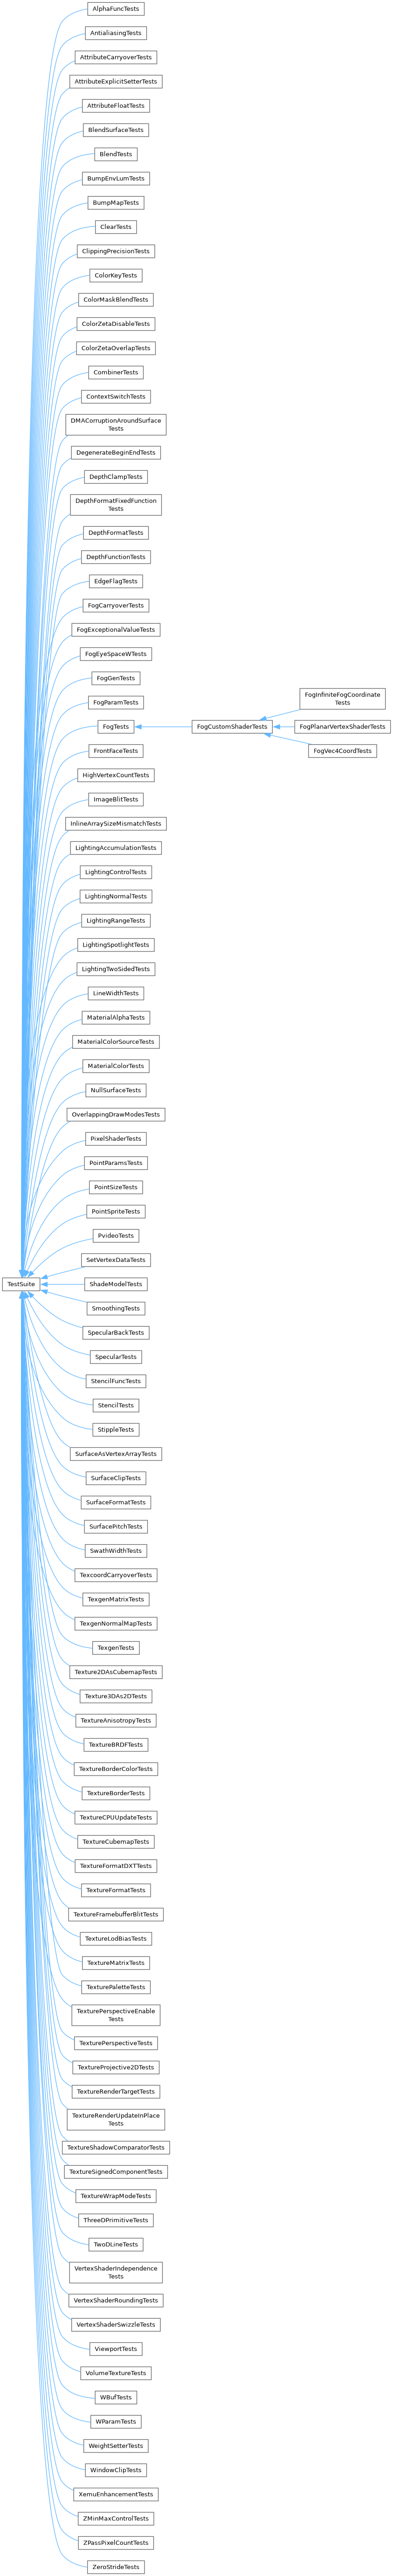 AlphaFuncTests
AntialiasingTests
AttributeCarryoverTests
AttributeExplicitSetterTests
AttributeFloatTests
BlendSurfaceTests
BlendTests
BumpEnvLumTests
BumpMapTests
ClearTests
ClippingPrecisionTests
ColorKeyTests
ColorMaskBlendTests
ColorZetaDisableTests
ColorZetaOverlapTests
CombinerTests
ContextSwitchTests
DMACorruptionAroundSurface
Tests
DegenerateBeginEndTests
DepthClampTests
DepthFormatFixedFunction
Tests
DepthFormatTests
DepthFunctionTests
EdgeFlagTests
FogCarryoverTests
FogExceptionalValueTests
FogEyeSpaceWTests
FogGenTests
FogInfiniteFogCoordinate
Tests
FogParamTests
FogTests
FogCustomShaderTests
FogPlanarVertexShaderTests
FrontFaceTests
FogVec4CoordTests
HighVertexCountTests
ImageBlitTests
InlineArraySizeMismatchTests
LightingAccumulationTests
LightingControlTests
LightingNormalTests
LightingRangeTests
LightingSpotlightTests
LightingTwoSidedTests
LineWidthTests
MaterialAlphaTests
MaterialColorSourceTests
MaterialColorTests
NullSurfaceTests
OverlappingDrawModesTests
PixelShaderTests
PointParamsTests
PointSizeTests
PointSpriteTests
PvideoTests
SetVertexDataTests
TestSuite
ShadeModelTests
SmoothingTests
SpecularBackTests
SpecularTests
StencilFuncTests
StencilTests
StippleTests
SurfaceAsVertexArrayTests
SurfaceClipTests
SurfaceFormatTests
SurfacePitchTests
SwathWidthTests
TexcoordCarryoverTests
TexgenMatrixTests
TexgenNormalMapTests
TexgenTests
Texture2DAsCubemapTests
Texture3DAs2DTests
TextureAnisotropyTests
TextureBRDFTests
TextureBorderColorTests
TextureBorderTests
TextureCPUUpdateTests
TextureCubemapTests
TextureFormatDXTTests
TextureFormatTests
TextureFramebufferBlitTests
TextureLodBiasTests
TextureMatrixTests
TexturePaletteTests
TexturePerspectiveEnable
Tests
TexturePerspectiveTests
TextureProjective2DTests
TextureRenderTargetTests
TextureRenderUpdateInPlace
Tests
TextureShadowComparatorTests
TextureSignedComponentTests
TextureWrapModeTests
ThreeDPrimitiveTests
TwoDLineTests
VertexShaderIndependence
Tests
VertexShaderRoundingTests
VertexShaderSwizzleTests
ViewportTests
VolumeTextureTests
WBufTests
WParamTests
WeightSetterTests
WindowClipTests
XemuEnhancementTests
ZMinMaxControlTests
ZPassPixelCountTests
ZeroStrideTests